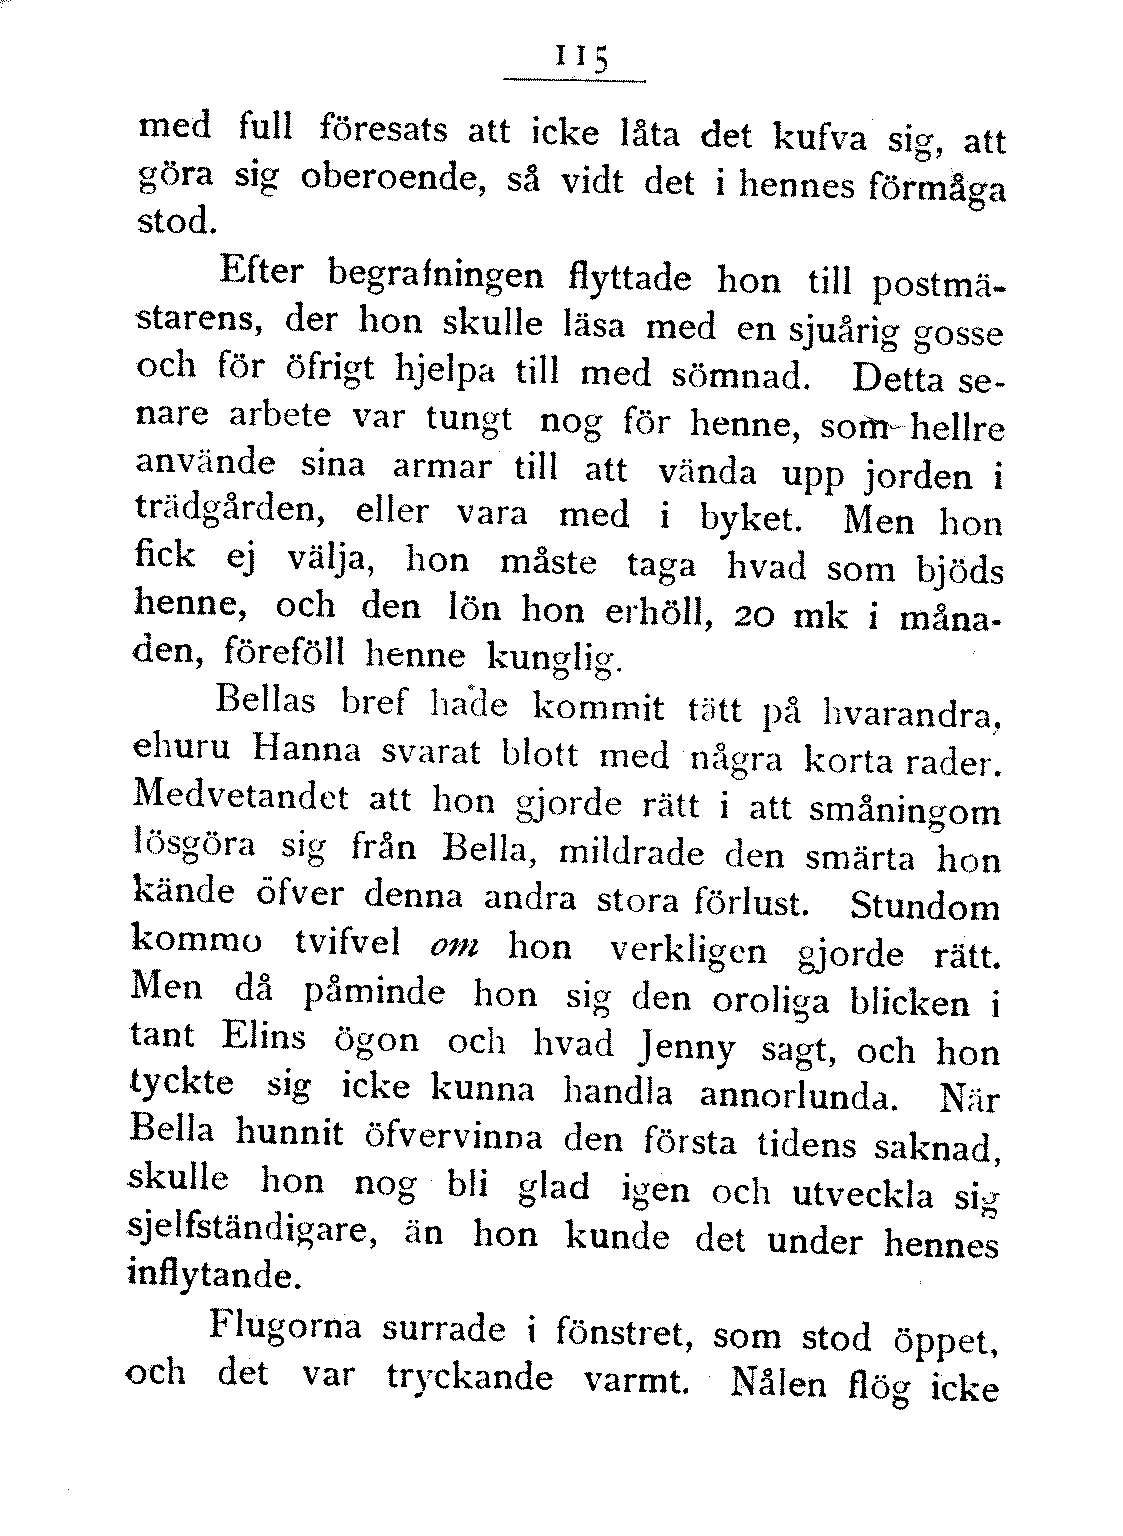 115
med full föresats att icke låta det kufva sig, att
göra sig oberoende, så vidt det i hennes förmåga
stod.
Efter begrafningen flyttade hon till postmä-
starens, der hon skulle läsa med en sjuårig gosse
och för öfrigt hjelpa till med sömnad. Detta se-
nare arbete var tungt nog för henne, som hellre
använde sina armar till att vända upp jorden i
trädgården, eller vara med i byket. Men hon
fick ej välja, hon måste taga hvad som bjöds
henne, och den lön hon erhöll, 20 mk i måna-
den, föreföll henne kunglig.
Bellas bref hade kommit tätt på hvarandra,
ehuru Hanna svarat blott med några korta rader.
Medvetandet att hon gjorde rätt i att småningom
lösgöra sig från Bella, mildrade den smärta hon
kände öfver denna andra stora förlust. Stundom
kommo tvifvel om hon verkligen gjorde rätt.
Men då påminde hon sig den oroliga blicken i
tant Elins ögon och hvad Jenny sagt, och hon
tyckte sig icke kunna handla annorlunda. När
Bella hunnit öfvervinna den första tidens saknad,
skulle hon nog bli glad igen och utveckla sig
sjelfständigare, än hon kunde det under hennes
inflytande.
Flugorna surrade i fönstret, som stod öppet,
och det var tryckande varmt. Nålen flög icke